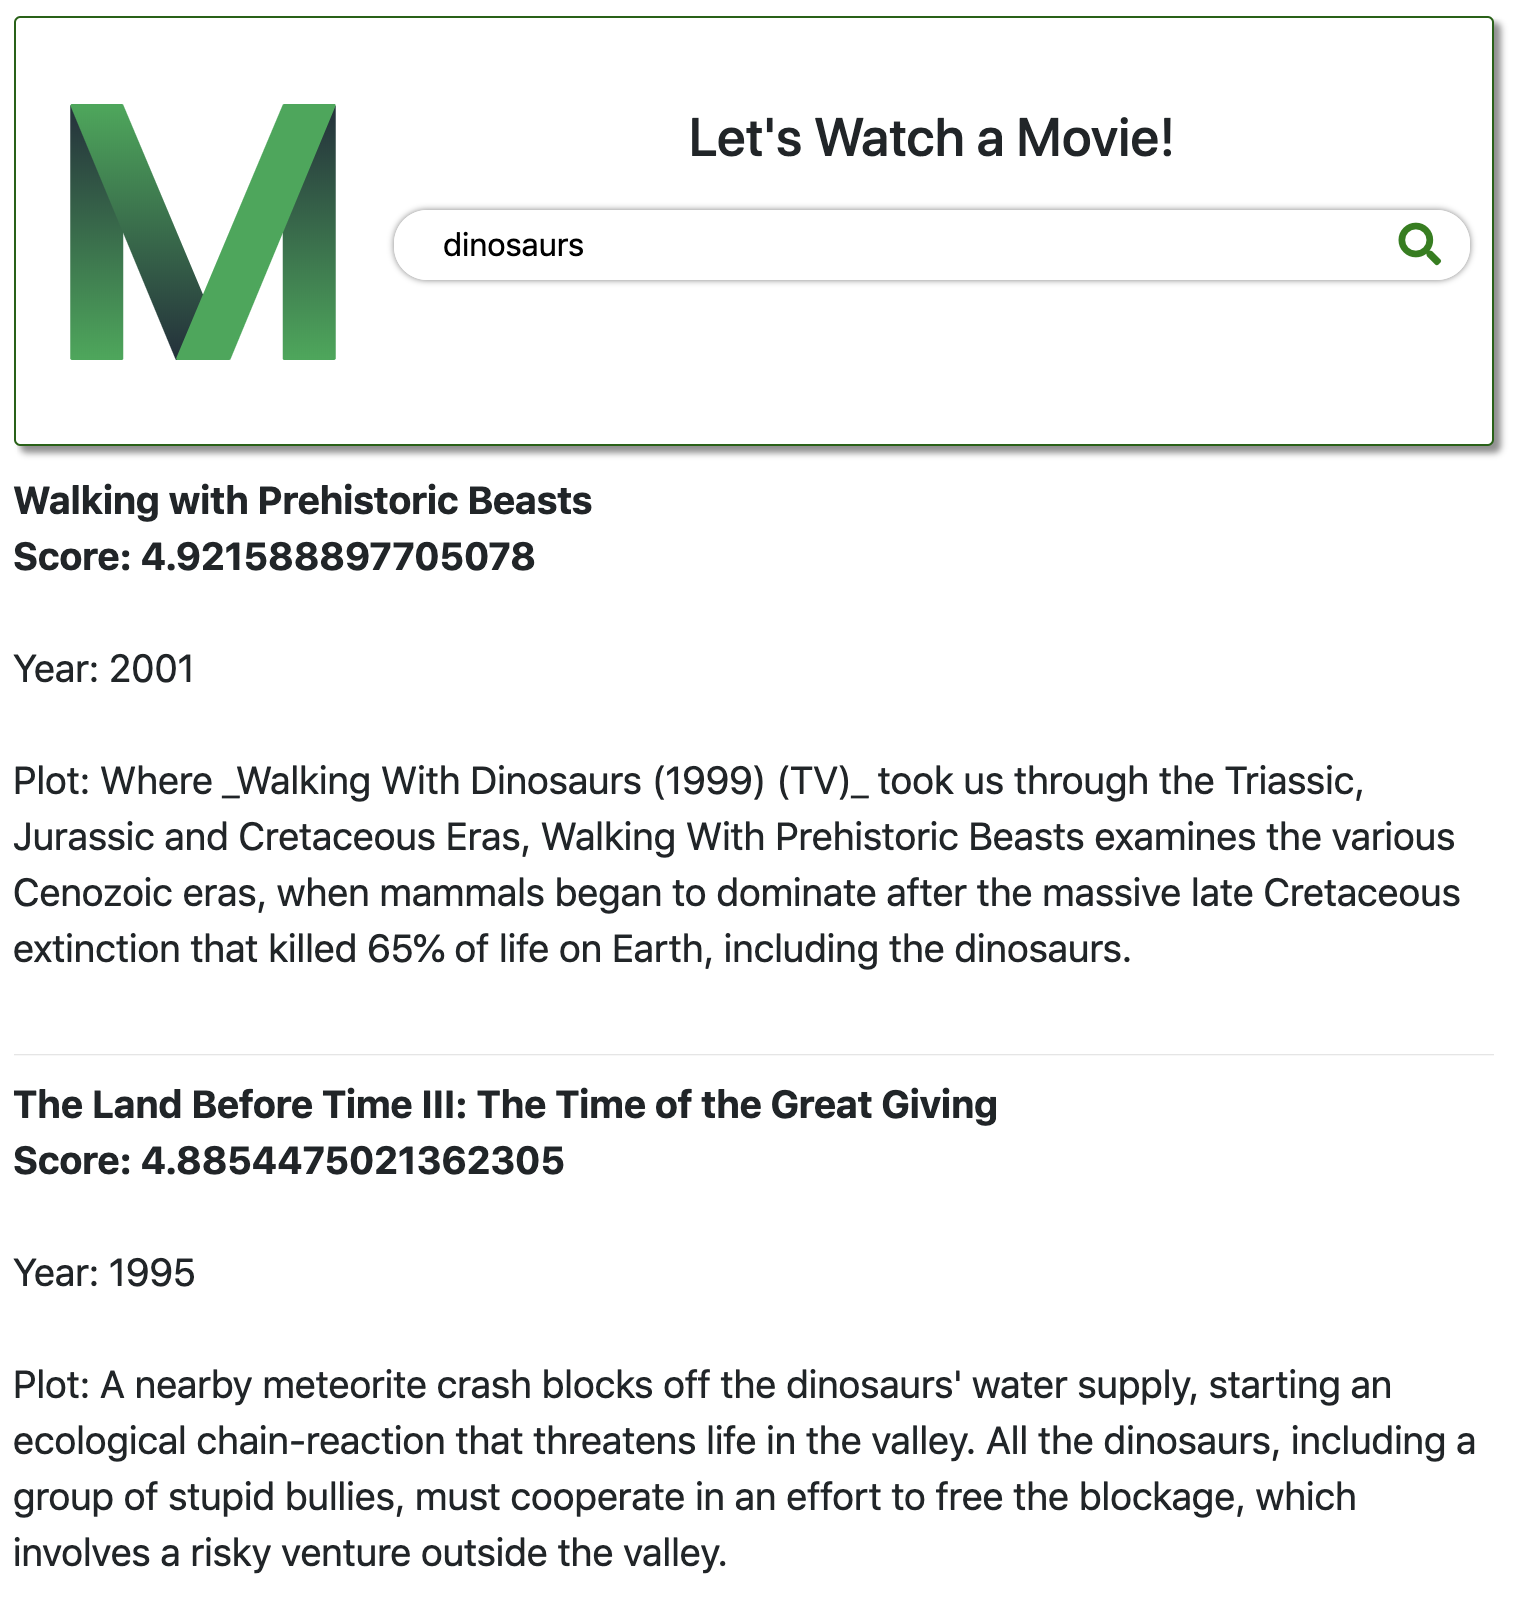 M
Let's Watch a Movie!
dinosaurs
Walking with Prehistoric Beasts
Score: 4.921588897705078
Year: 2001
Plot: Where _Walking With Dinosaurs (1999) (TV)_ took us through the Triassic,
Jurassic and Cretaceous Eras, Walking With Prehistoric Beasts examines the various
Cenozoic eras, when mammals began to dominate after the massive late Cretaceous
extinction that killed 65% of life on Earth, including the dinosaurs.
The Land Before Time III: The Time of the Great Giving
Score: 4.8854475021362305
Year: 1995
Plot: A nearby meteorite crash blocks off the dinosaurs' water supply, starting an
ecological chain-reaction that threatens life in the valley. All the dinosaurs, including a
group of stupid bullies, must cooperate in an effort to free the blockage, which
involves a risky venture outside the valley.